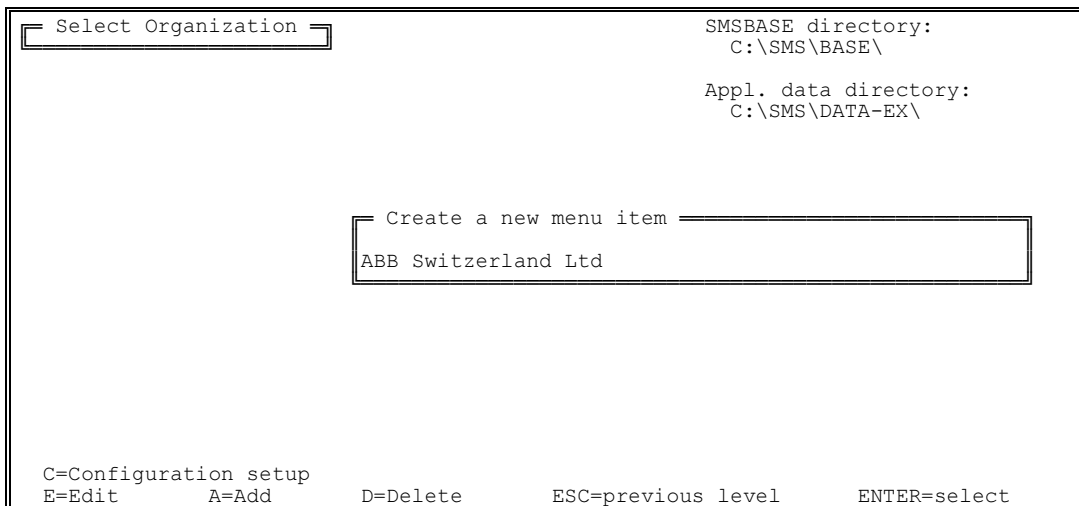 Select Organization
SMSBASE directory:
C:\SMS\BASE\
Appl. data directory:
C:\SMS\DATA-EX\
Create a new menu item
ABB Switzerland Ltd
C=Configuration setup
E=Edit A=Add D=Delete ESC=previous level ENTER=select